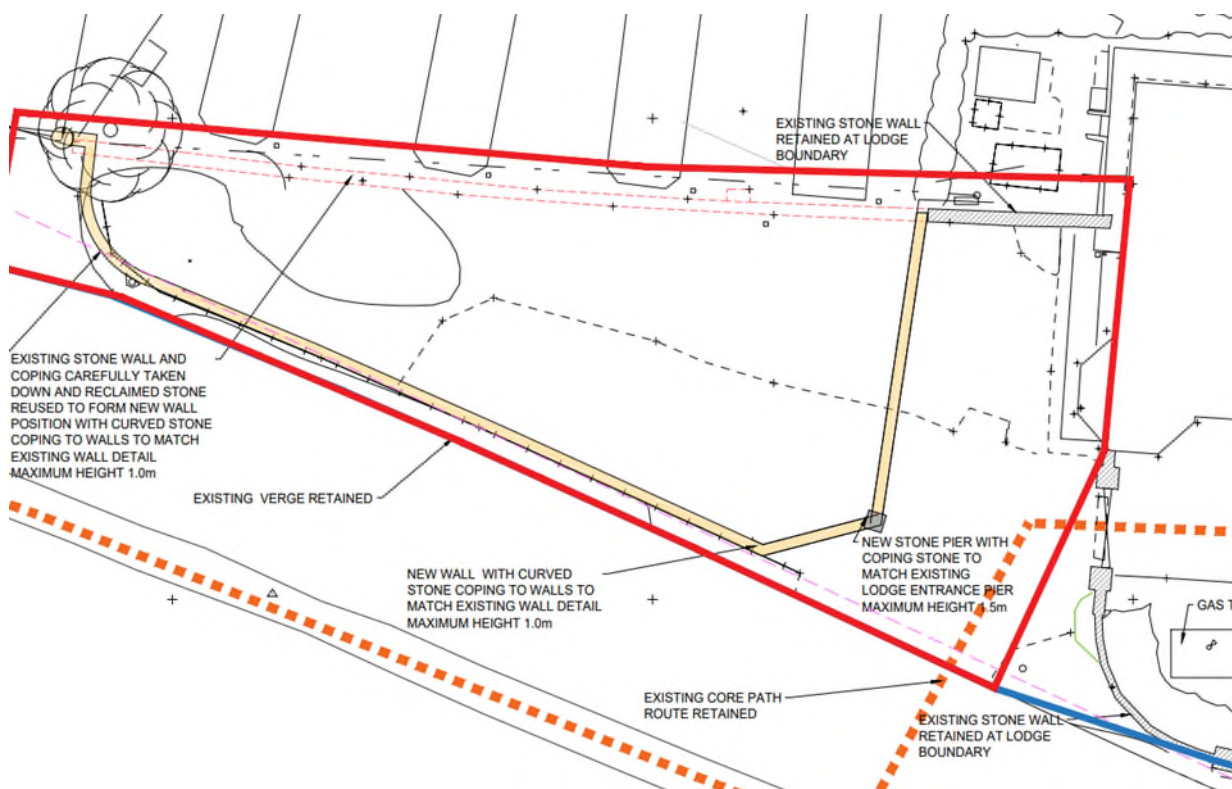 EXISTING STONE WALL
RETAINED AT LODGE
BOUNDARY
EXISTING STONE WALL AND
COPING CAREFULLY TAKEN
DOWN AND RECLAIMED STONE
REUSED TO FORM NEW WALL
POSITION WITH CURVED STONE
COPING TO WALLS TO MATCH
EXISTING WALL DETAIL
MAXIMUM HEIGHT 1.0m
EXISTING VERGE RETAINED
NEW WALL WITH CURVED
STONE COPING TO WALLS TO
MATCH EXISTING WALL DETAIL
MAXIMUM HEIGHT 1.0m
NEW STONE PIER WITH
COPING STONE TO
MATCH EXISTING
LODGE ENTRANCE PIER
MAXIMUM HEIGHT 1.5m
GAS T
EXISTING CORE PATH
ROUTE RETAINED
EXISTING STONE WALL
RETAINED AT LODGE
BOUNDARY